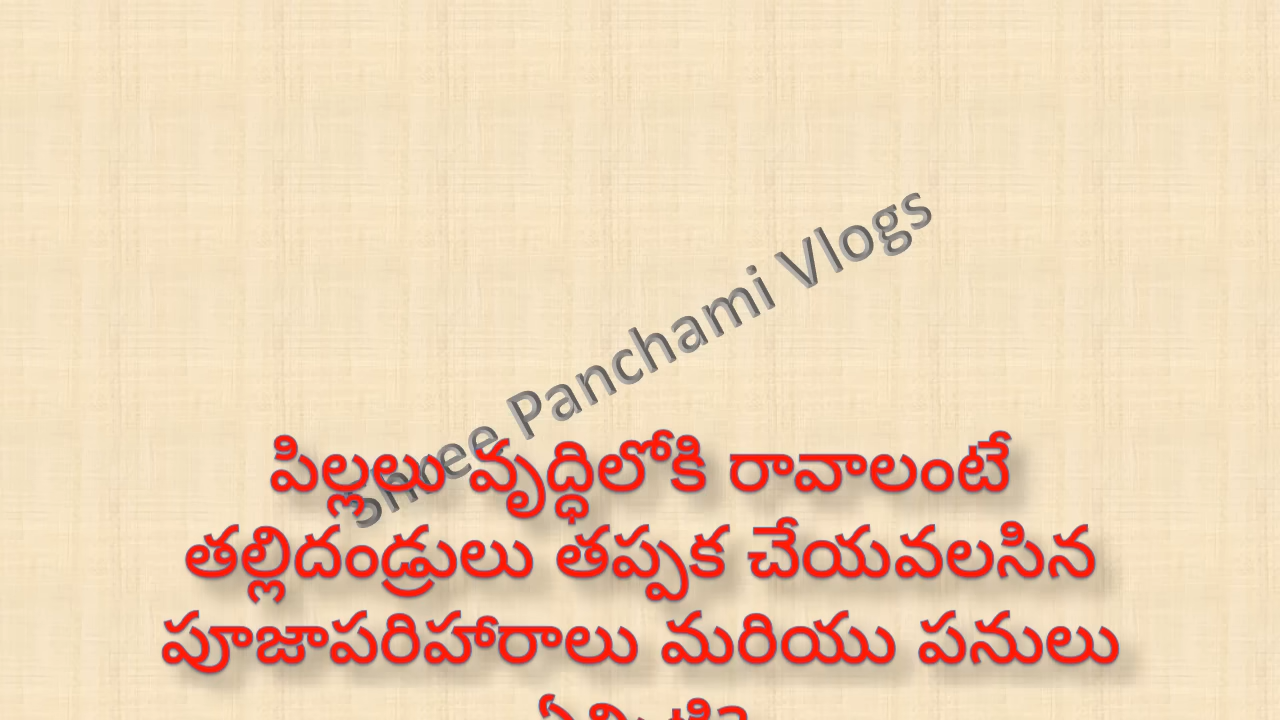 Shree Panchami Vlogs
పిల్లలు వృద్ధిలోకి రావాలంటే
తల్లిదండ్రులు తప్పక చేయవలసిన
పూజాపరిహారాలు మరియు పనులు